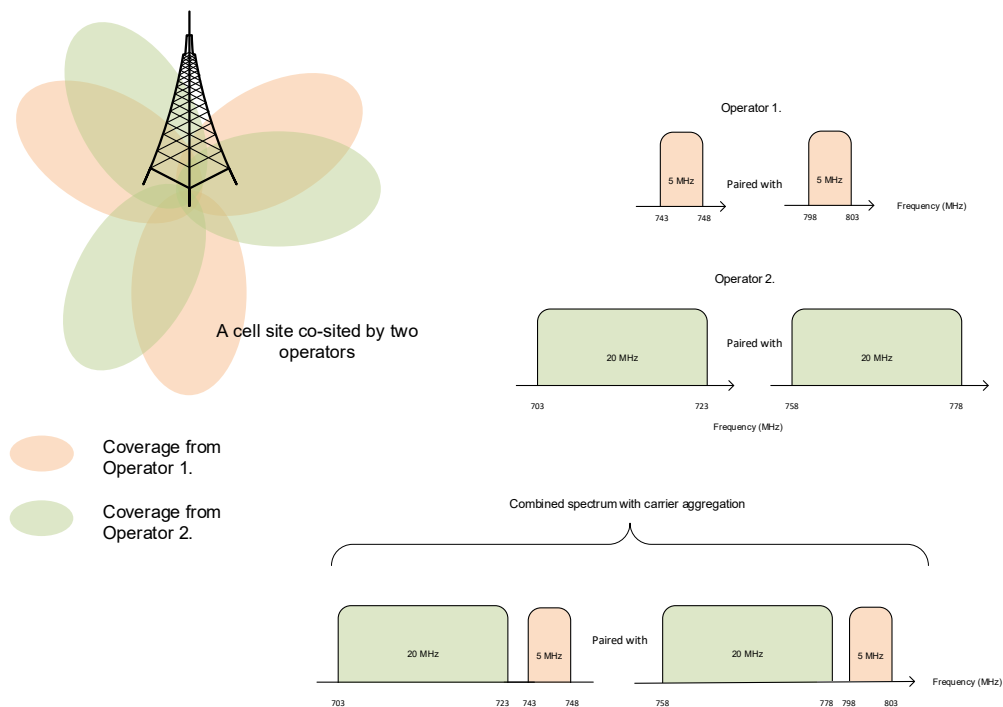 Operator 1.
5 MHz
Paired with
5 MHz
743
748
798
803
Frequency (MHz)
Operator 2.
20 MHz
Paired with
20 MHz
703
723
758
778
Frequency (MHz)
A cell site co-sited by two
operators
Coverage from
Operator 1.
Coverage from
Operator 2.
Combined spectrum with carrier aggregation
20 MHz
5 MHz
Paired with
20 MHz
5 MHz
703
723
743
748
758
778
798
803
Frequency (MHz)